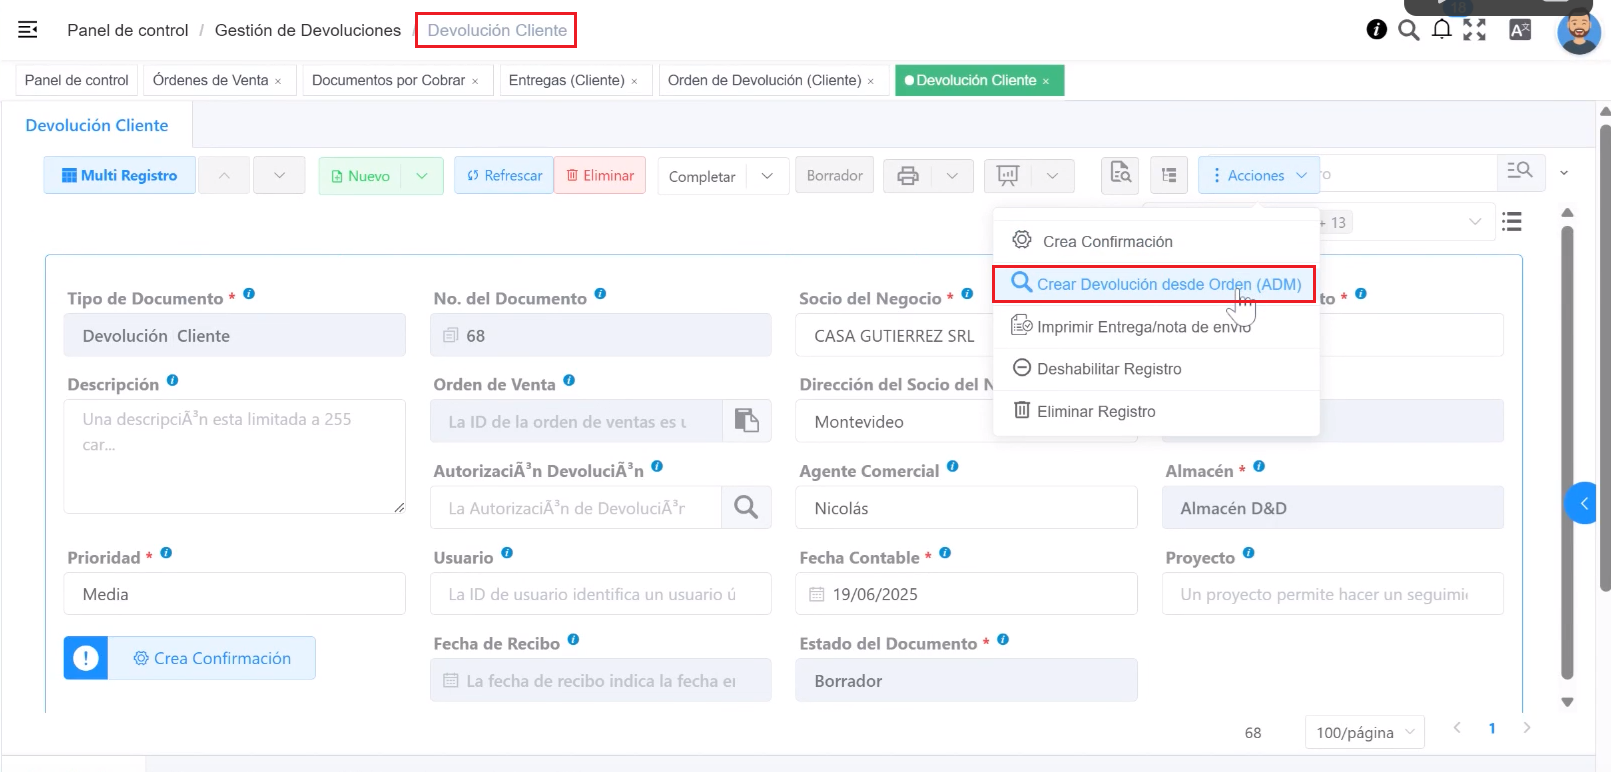 Panel de control / Gestión de Devoluciones / Devolución Cliente
18
Panel de control
Órdenes de Venta ×
Documentos por Cobrar ×
Entregas (Cliente) ×
Orden de Devolución (Cliente) ×
Devolución Cliente ×
Devolución Cliente
Multi Registro
Nuevo
Refrescar
Eliminar
Completar
Borrador
Acciones
+ 13
Crea Confirmación
Crear Devolución desde Orden (ADM)
Imprimir Entrega/nota de envío
Deshabilitar Registro
Eliminar Registro
Tipo de Documento *
No. del Documento
Socio del Negocio *
to *
Devolución Cliente
68
CASA GUTIERREZ SRL
Descripción
Orden de Venta
Dirección del Socio del N
Una descripciÃ³n esta limitada a 255
car...
La ID de la orden de ventas es u
Montevideo
AutorizaciÃ³n DevoluciÃ³n
Agente Comercial
Almacén *
La AutorizaciÃ³n de DevoluciÃ³r
Nicolás
Almacén D&D
Prioridad *
Usuario
Fecha Contable *
Proyecto
Media
La ID de usuario identifica un usuario ú
19/06/2025
Un proyecto permite hacer un seguimie
Crea Confirmación
Fecha de Recibo
Estado del Documento *
La fecha de recibo indica la fecha en
Borrador
68
100/página
1